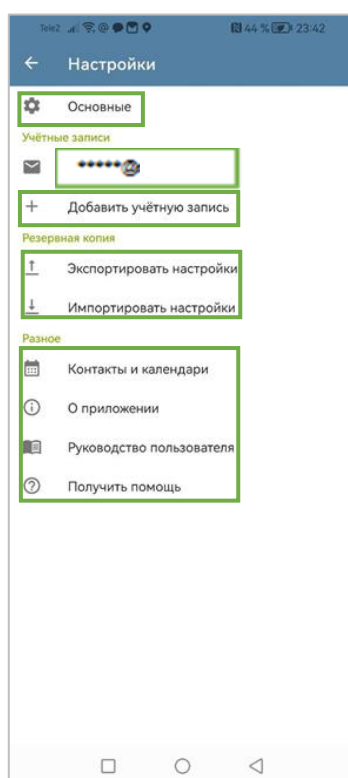 Tele2 @ 44 % 23:42
Настройки
Основные
Учётные записи
*****@
Добавить учётную запись
Резервная копия
Экспортировать настройки
Импортировать настройки
Разное
Контакты и календари
О приложении
Руководство пользователя
Получить помощь